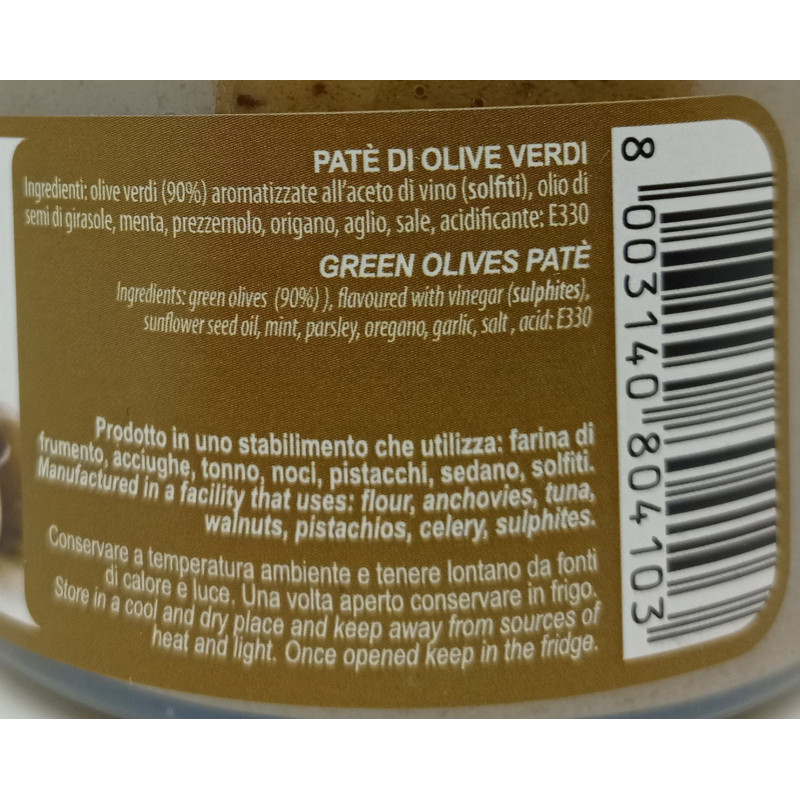 PATÈ DI OLIVE VERDI
Ingredienti: olive verdi (90%) aromatizzate all'aceto di vino (solfiti), olio di
semi di girasole, menta, prezzemolo, origano, aglio, sale, acidificante: E330
GREEN OLIVES PATÈ
Ingredients: green olives (90%) ), flavoured with vinegar (sulphites),
sunflower seed oil, mint, parsley, oregano, garlic, salt , acid: E330
Prodotto in uno stabilimento che utilizza: farina di
frumento, acciughe, tonno, noci, pistacchi, sedano, solfiti.
Manufactured in a facility that uses: flour, anchovies, tuna,
walnuts, pistachios, celery, sulphites.
Conservare a temperatura ambiente e tenere lontano da fonti
di calore e luce. Una volta aperto conservare in frigo.
Store in a cool and dry place and keep away from sources of
heat and light. Once opened keep in the fridge.
8 003140 804103